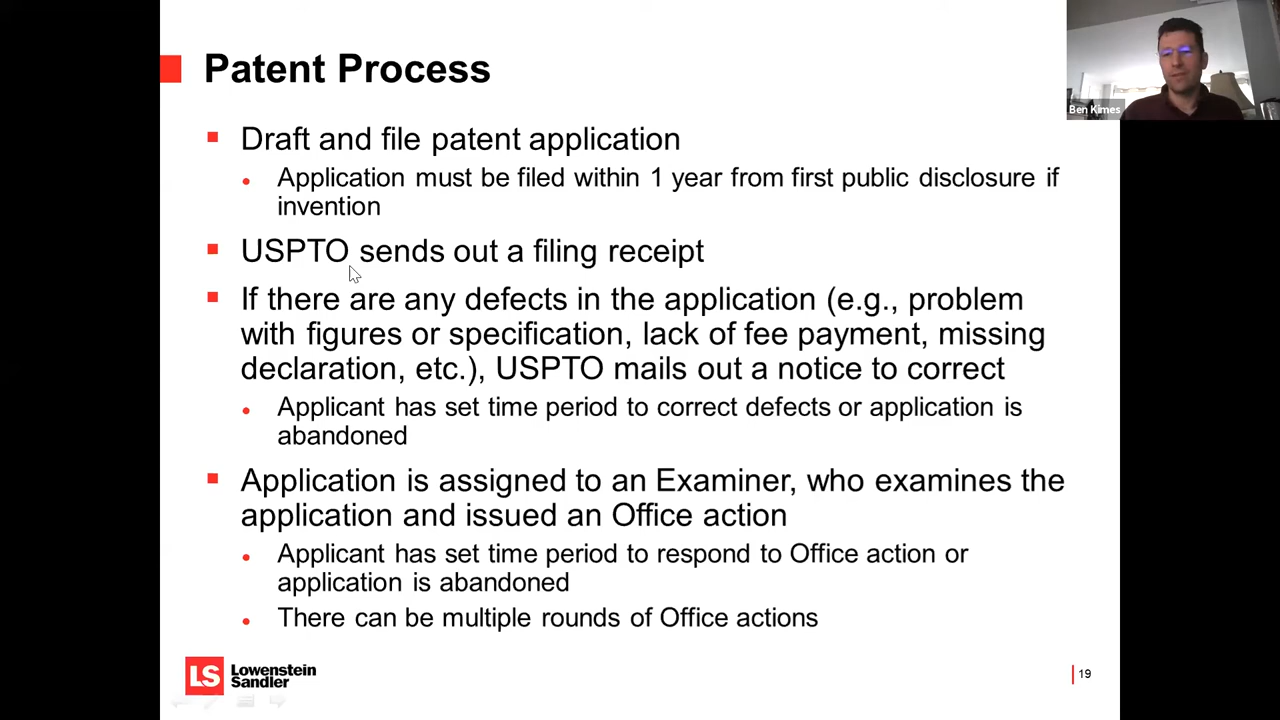 Patent Process
Ben Kimes
Draft and file patent application
Application must be filed within 1 year from first public disclosure if
invention
USPTO sends out a filing receipt
If there are any defects in the application (e.g., problem
with figures or specification, lack of fee payment, missing
declaration, etc.), USPTO mails out a notice to correct
Applicant has set time period to correct defects or application is
abandoned
Application is assigned to an Examiner, who examines the
application and issued an Office action
Applicant has set time period to respond to Office action or
application is abandoned
There can be multiple rounds of Office actions
LS Lowenstein
Sandler
19